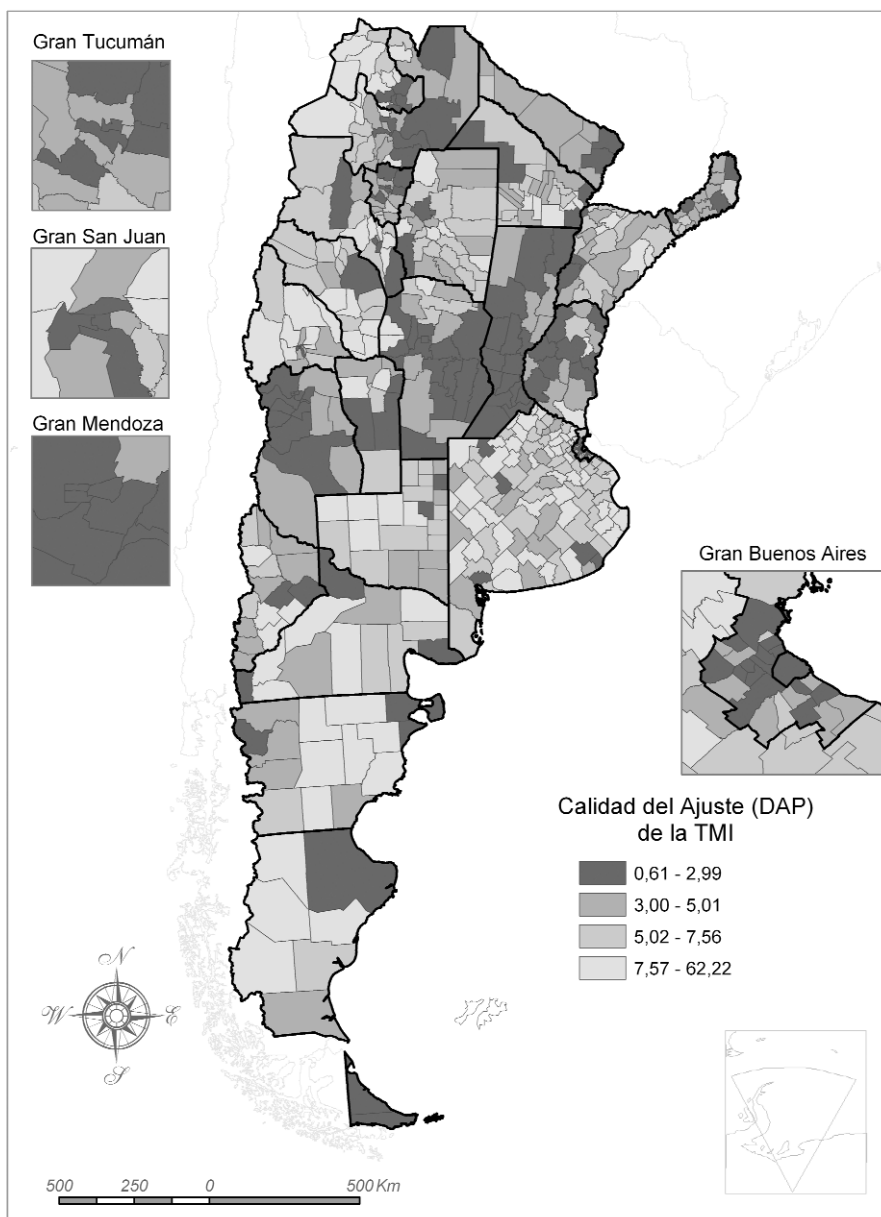 Gran Tucumán
Gran San Juan
Gran Mendoza
Gran Buenos Aires
Calidad del Ajuste (DAP)
de la TMI
0,61 - 2,99
3,00 - 5,01
5,02 - 7,56
7,57 - 62,22
N
W E
S
500 250 0 500 Km